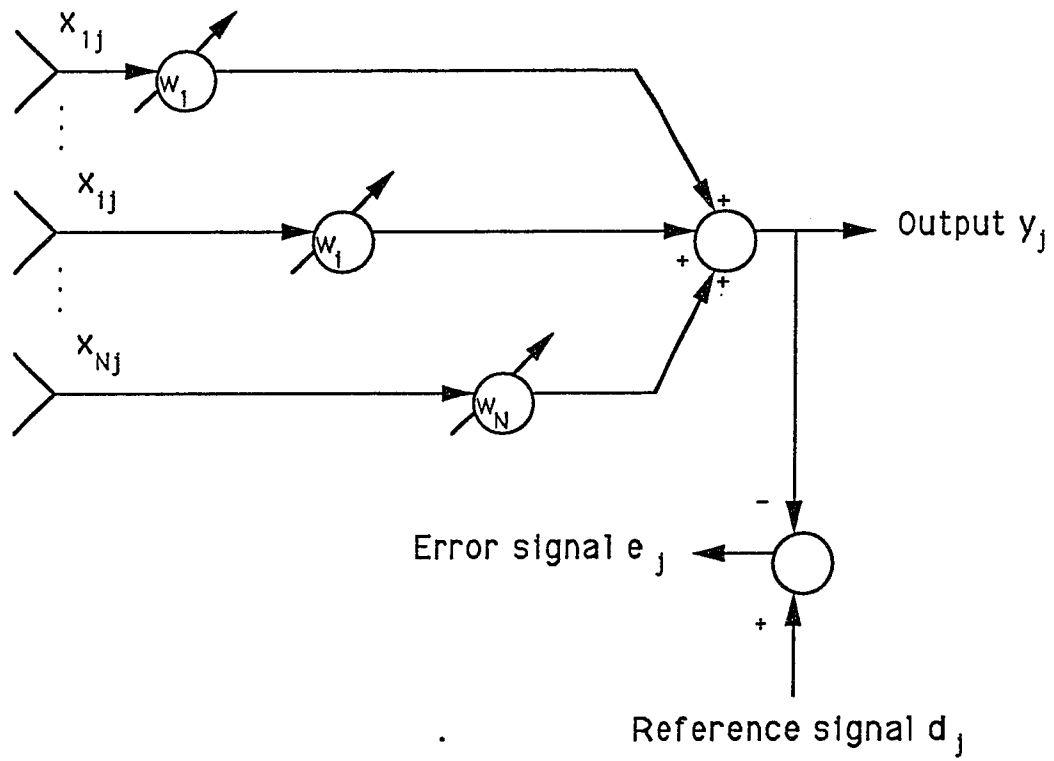 x1j
w1
xij
wi
+
Output yj
+
+
xNj
wN
-
Error signal ej
+
Reference signal dj